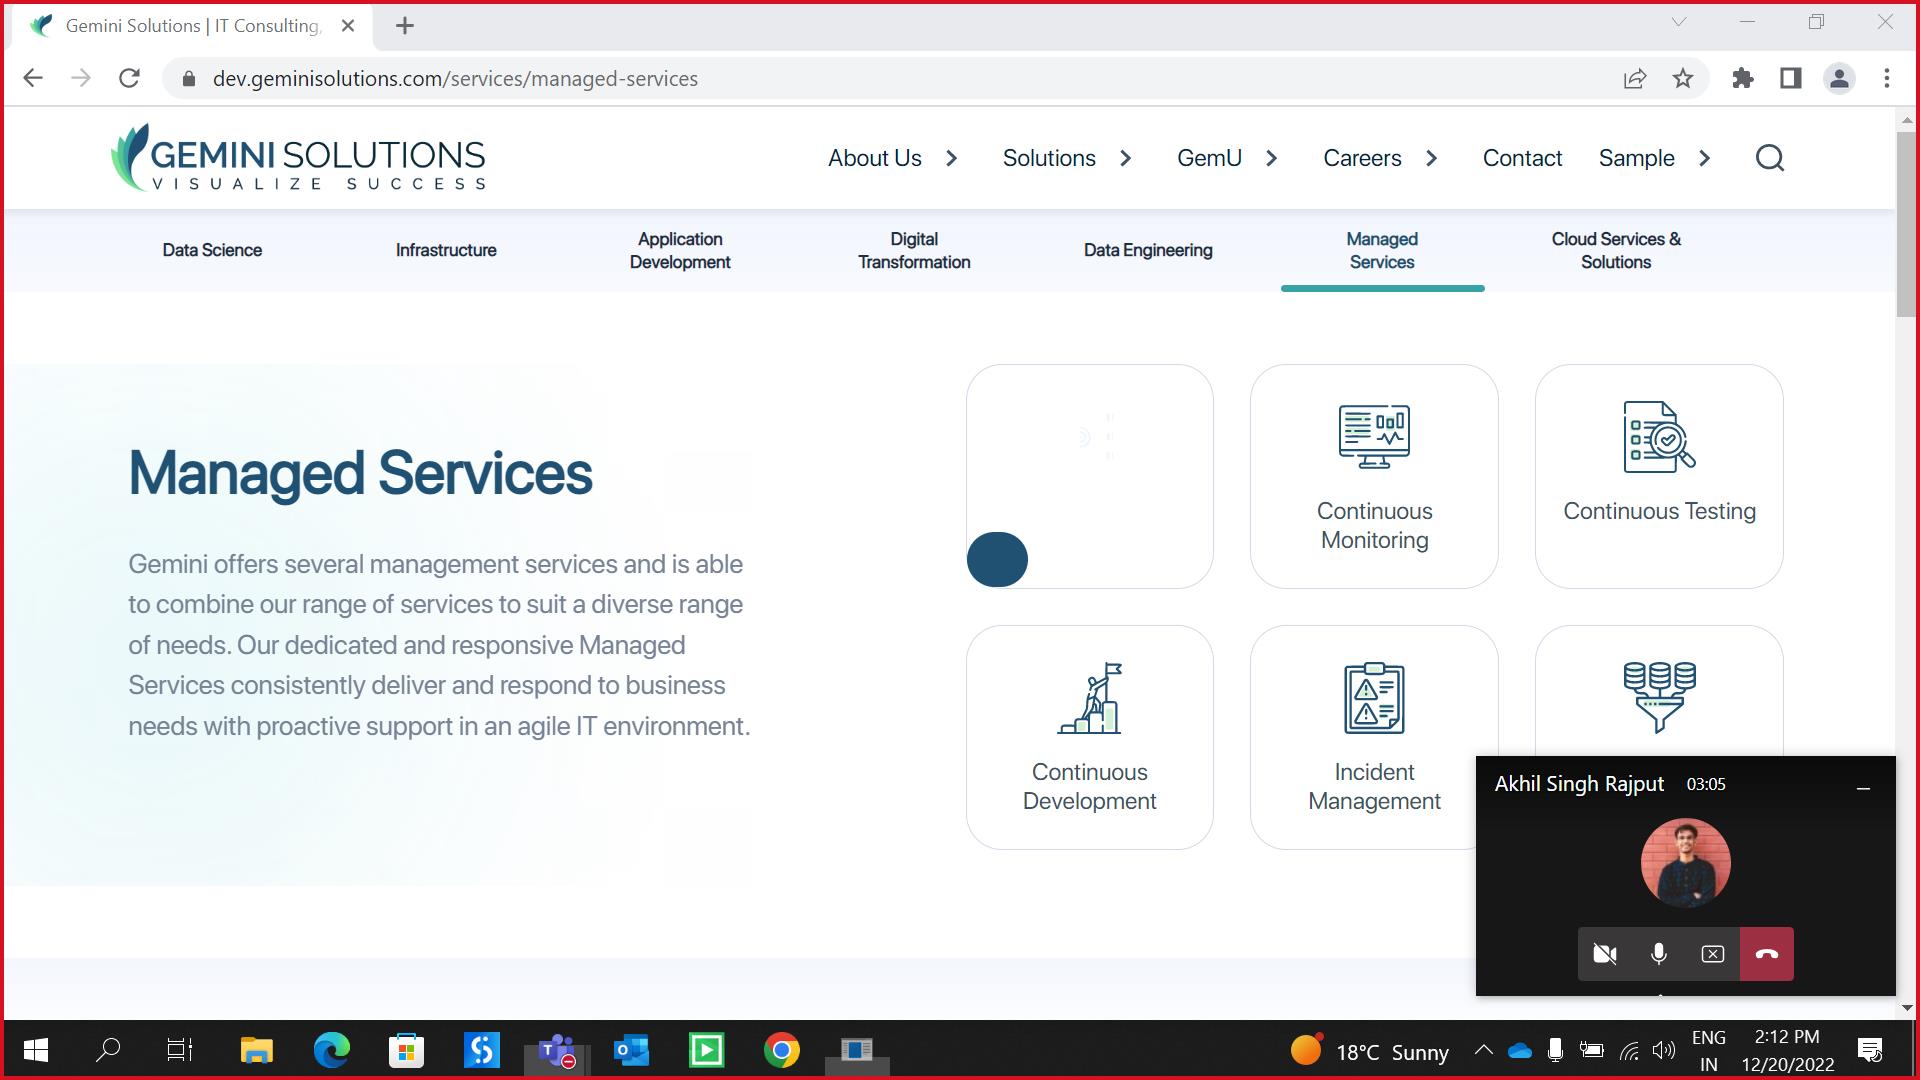 Gemini Solutions | IT Consulting,
dev.geminisolutions.com/services/managed-services
GEMINI SOLUTIONS
VISUALIZE SUCCESS
About Us
Solutions
GemU
Careers
Contact
Sample
Data Science
Infrastructure
Application
Development
Digital
Transformation
Data Engineering
Managed
Services
Cloud Services &
Solutions
Managed Services
Gemini offers several management services and is able
to combine our range of services to suit a diverse range
of needs. Our dedicated and responsive Managed
Services consistently deliver and respond to business
needs with proactive support in an agile IT environment.
Continuous
Monitoring
Continuous Testing
Continuous
Development
Incident
Management
Akhil Singh Rajput 03:05
18°C Sunny
ENG
IN
2:12 PM
12/20/2022